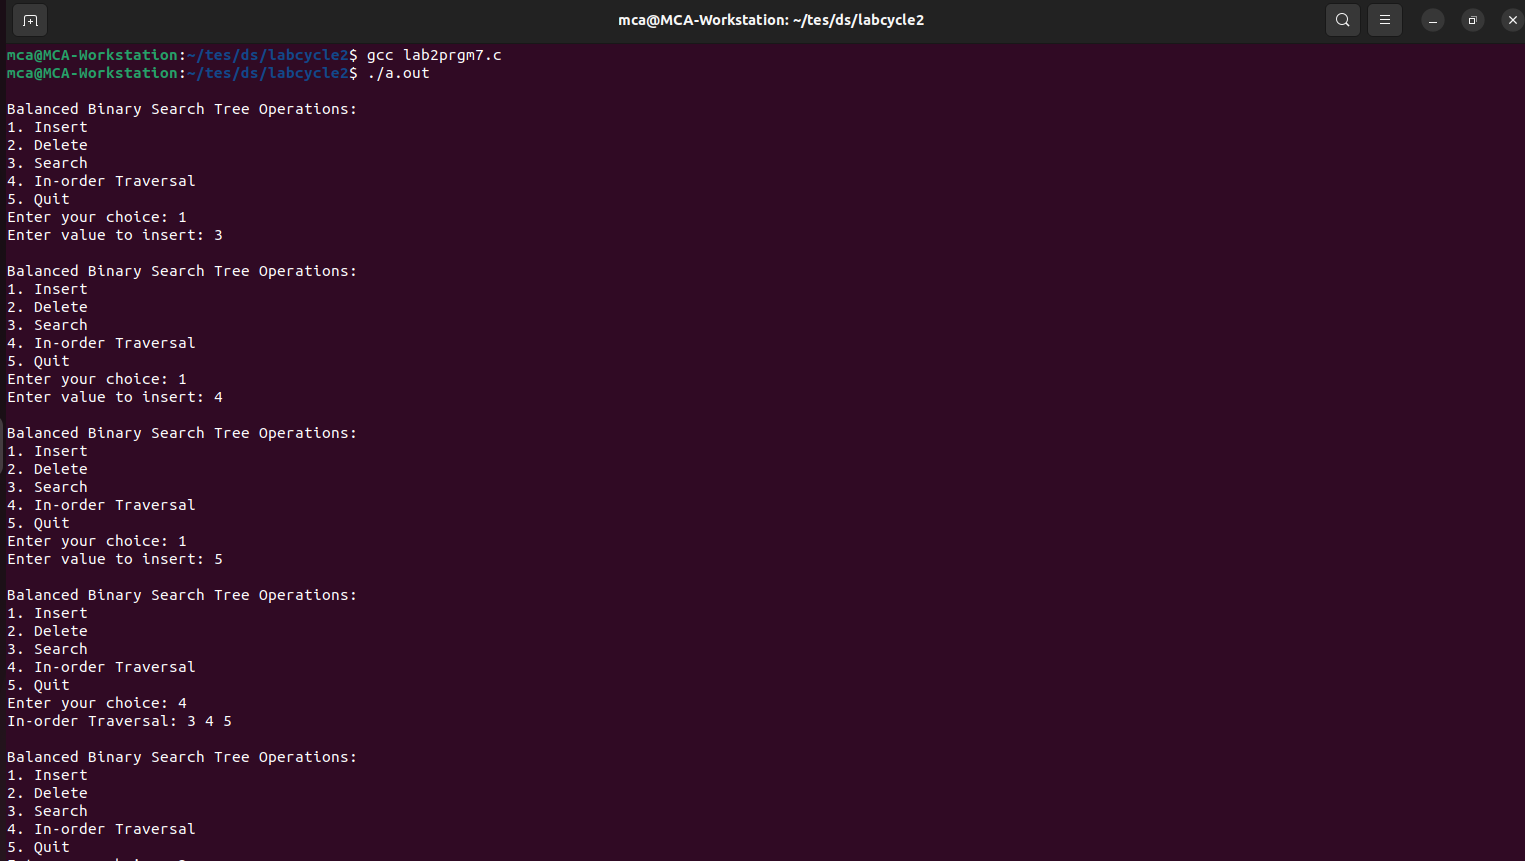 mca@MCA-Workstation: ~/tes/ds/labcycle2
mca@MCA-Workstation:~/tes/ds/labcycle2$ gcc lab2prgm7.c
mca@MCA-Workstation:~/tes/ds/labcycle2$ ./a.out
Balanced Binary Search Tree Operations:
1. Insert
2. Delete
3. Search
4. In-order Traversal
5. Quit
Enter your choice: 1
Enter value to insert: 3
Balanced Binary Search Tree Operations:
1. Insert
2. Delete
3. Search
4. In-order Traversal
5. Quit
Enter your choice: 1
Enter value to insert: 4
Balanced Binary Search Tree Operations:
1. Insert
2. Delete
3. Search
4. In-order Traversal
5. Quit
Enter your choice: 1
Enter value to insert: 5
Balanced Binary Search Tree Operations:
1. Insert
2. Delete
3. Search
4. In-order Traversal
5. Quit
Enter your choice: 4
In-order Traversal: 3 4 5
Balanced Binary Search Tree Operations:
1. Insert
2. Delete
3. Search
4. In-order Traversal
5. Quit